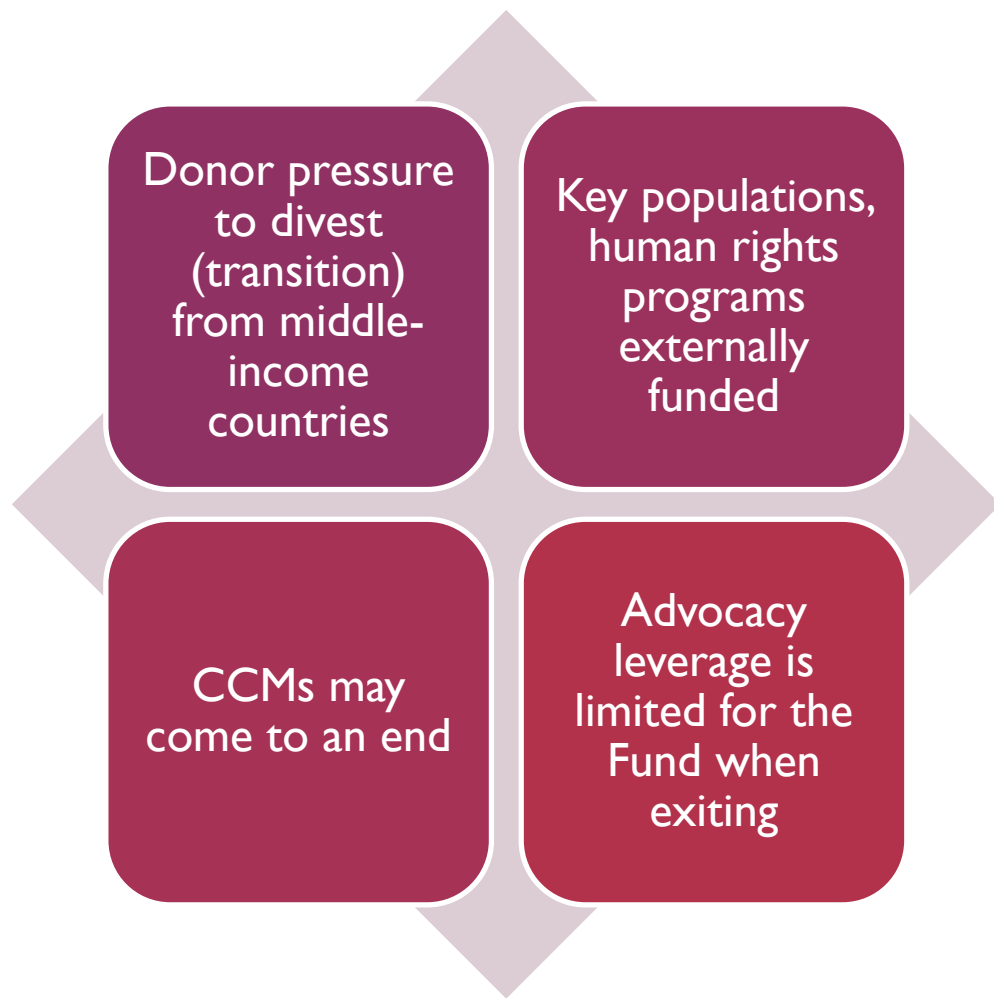 Donor pressure
to divest
(transition)
from middle-
income
countries
Key populations,
human rights
programs
externally
funded
CCMs may
come to an end
Advocacy
leverage is
limited for the
Fund when
exiting